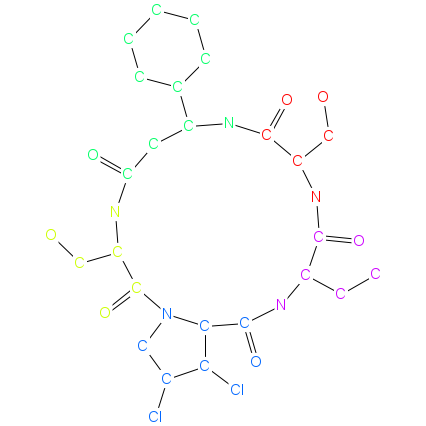 C
C C
C C
C C
C N C O O
C C
O C N
N C O
O C C C
C C C
O N C C N
C C O
C Cl
Cl